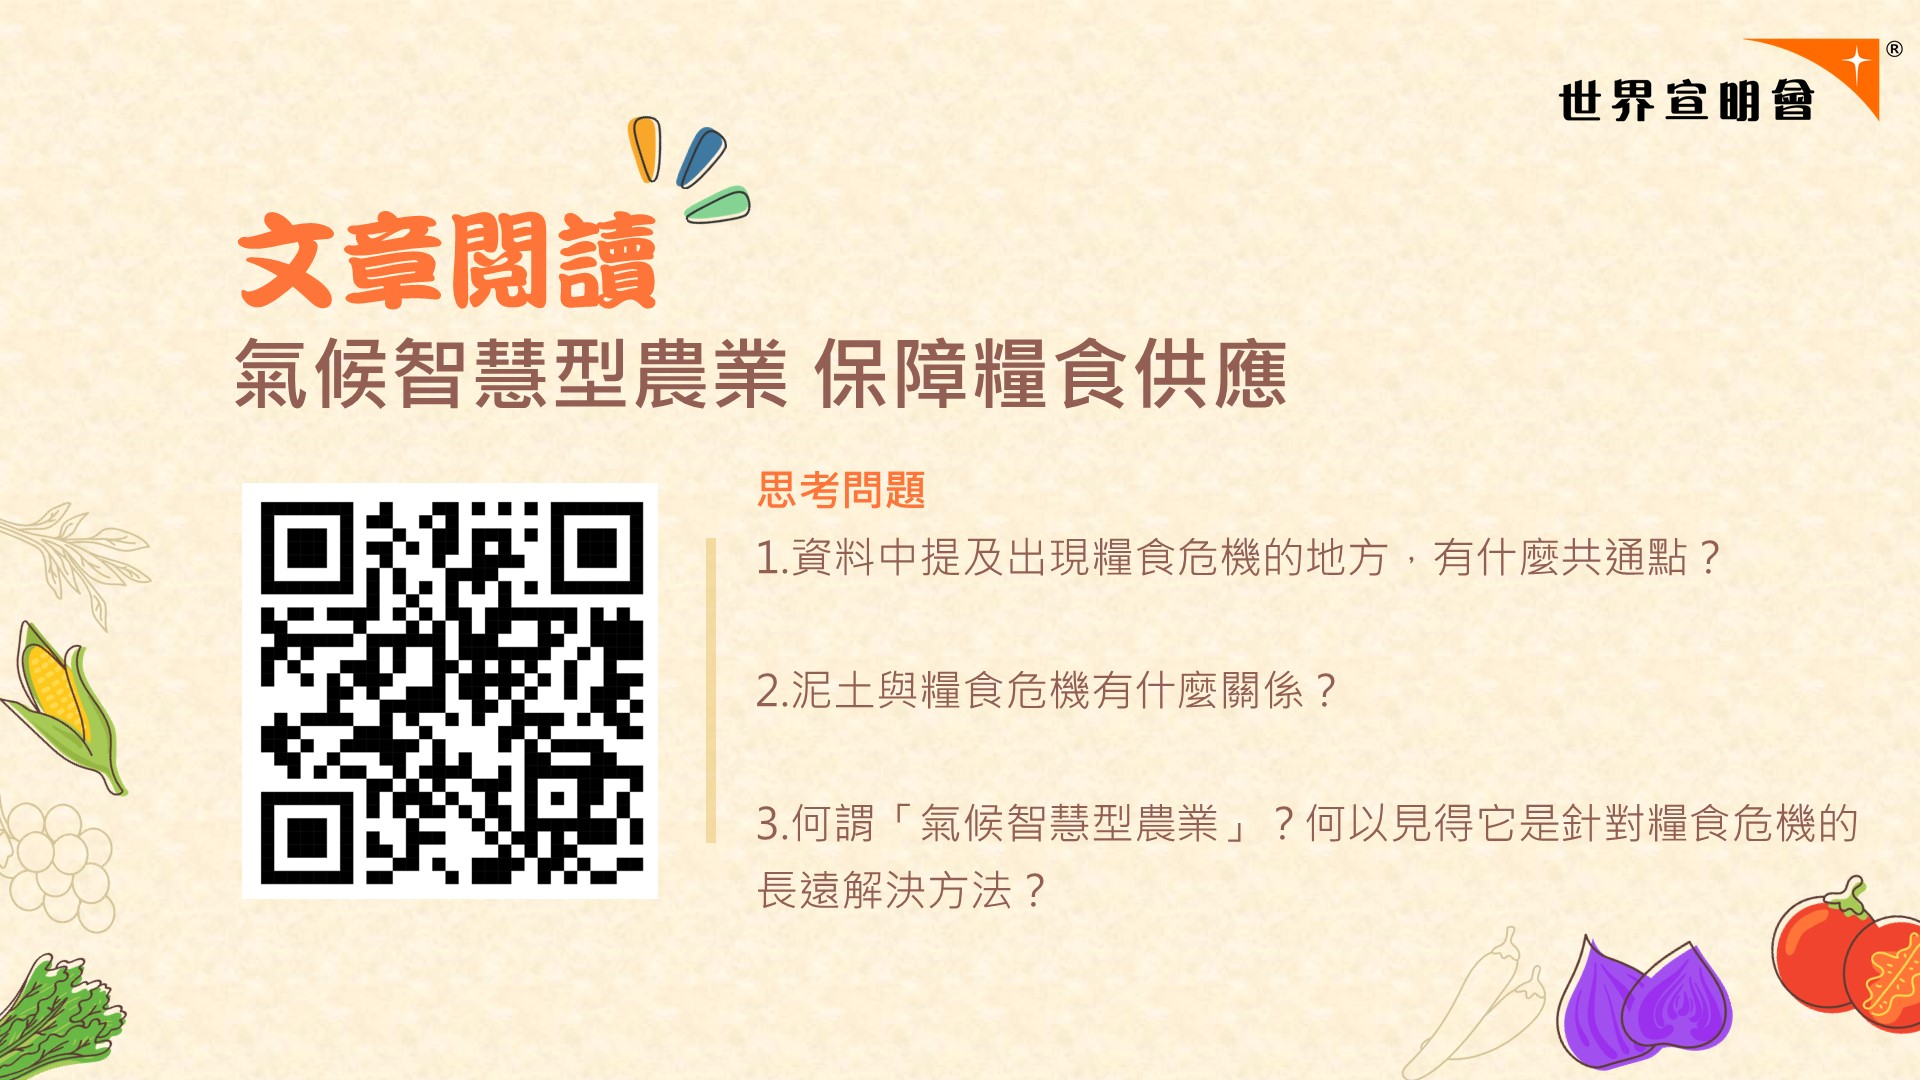 世界宣明會®
文章閱讀
氣候智慧型農業 保障糧食供應
思考問題
1.資料中提及出現糧食危機的地方，有什麼共通點？
2.泥土與糧食危機有什麼關係？
3.何謂「氣候智慧型農業」？何以見得它是針對糧食危機的
長遠解決方法？